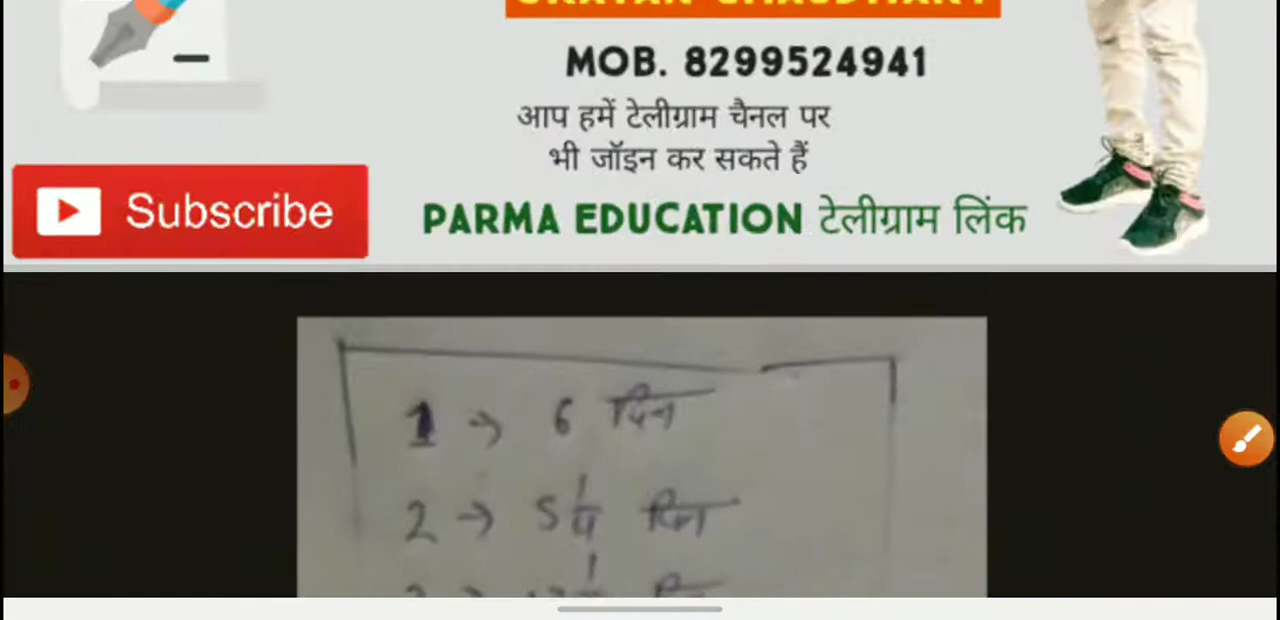 MOB. 8299524941
आप हमें टेलीग्राम चैनल पर
भी जॉइन कर सकते हैं
Subscribe
PARMA EDUCATION टेलीग्राम लिंक
1 → 6 दिन
2 → 5 1/4 दिन